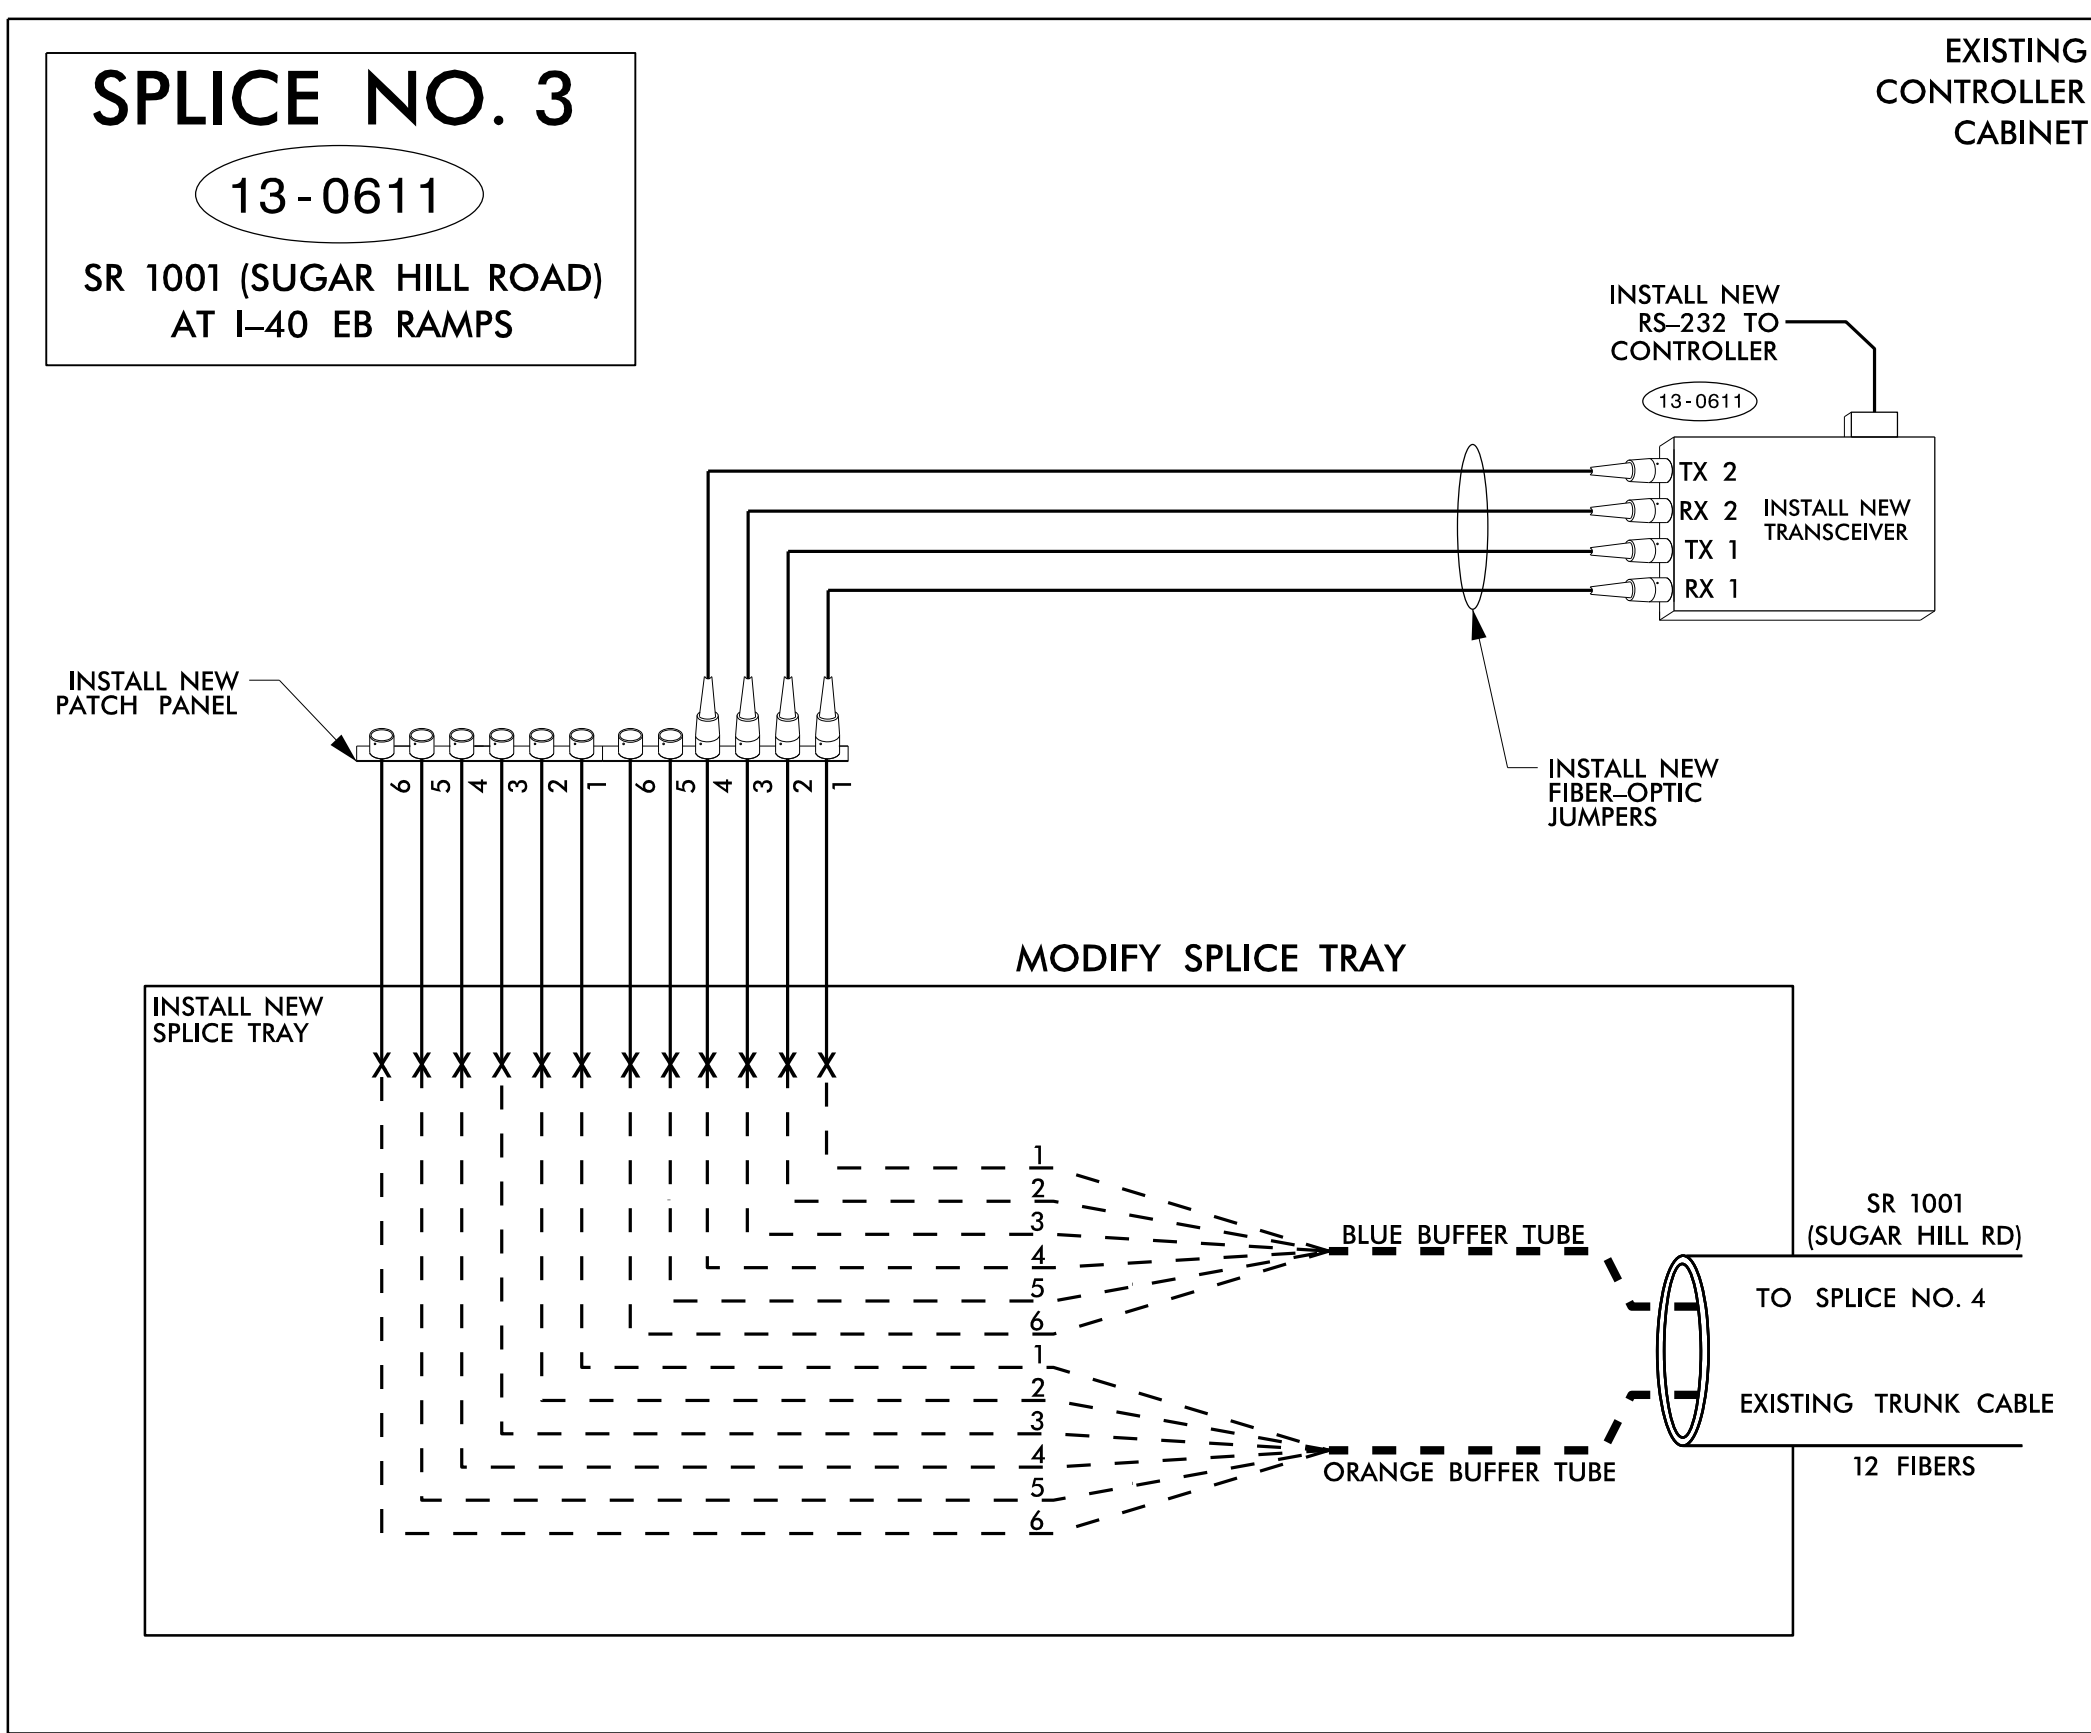 SPLICE NO. 3
13-0611
SR 1001 (SUGAR HILL ROAD)
AT I–40 EB RAMPS
EXISTING
CONTROLLER
CABINET
INSTALL NEW
RS–232 TO
CONTROLLER
13-0611
TX 2
RX 2
TX 1
RX 1
INSTALL NEW
TRANSCEIVER
INSTALL NEW
PATCH PANEL
6 5 4 3 2 1 6 5 4 3 2 1
INSTALL NEW
FIBER–OPTIC
JUMPERS
MODIFY SPLICE TRAY
INSTALL NEW
SPLICE TRAY
X X X X X X X X X X X X
1
2
3
4
5
6
1
2
3
4
5
6
BLUE BUFFER TUBE
ORANGE BUFFER TUBE
SR 1001
(SUGAR HILL RD)
TO SPLICE NO. 4
EXISTING TRUNK CABLE
12 FIBERS